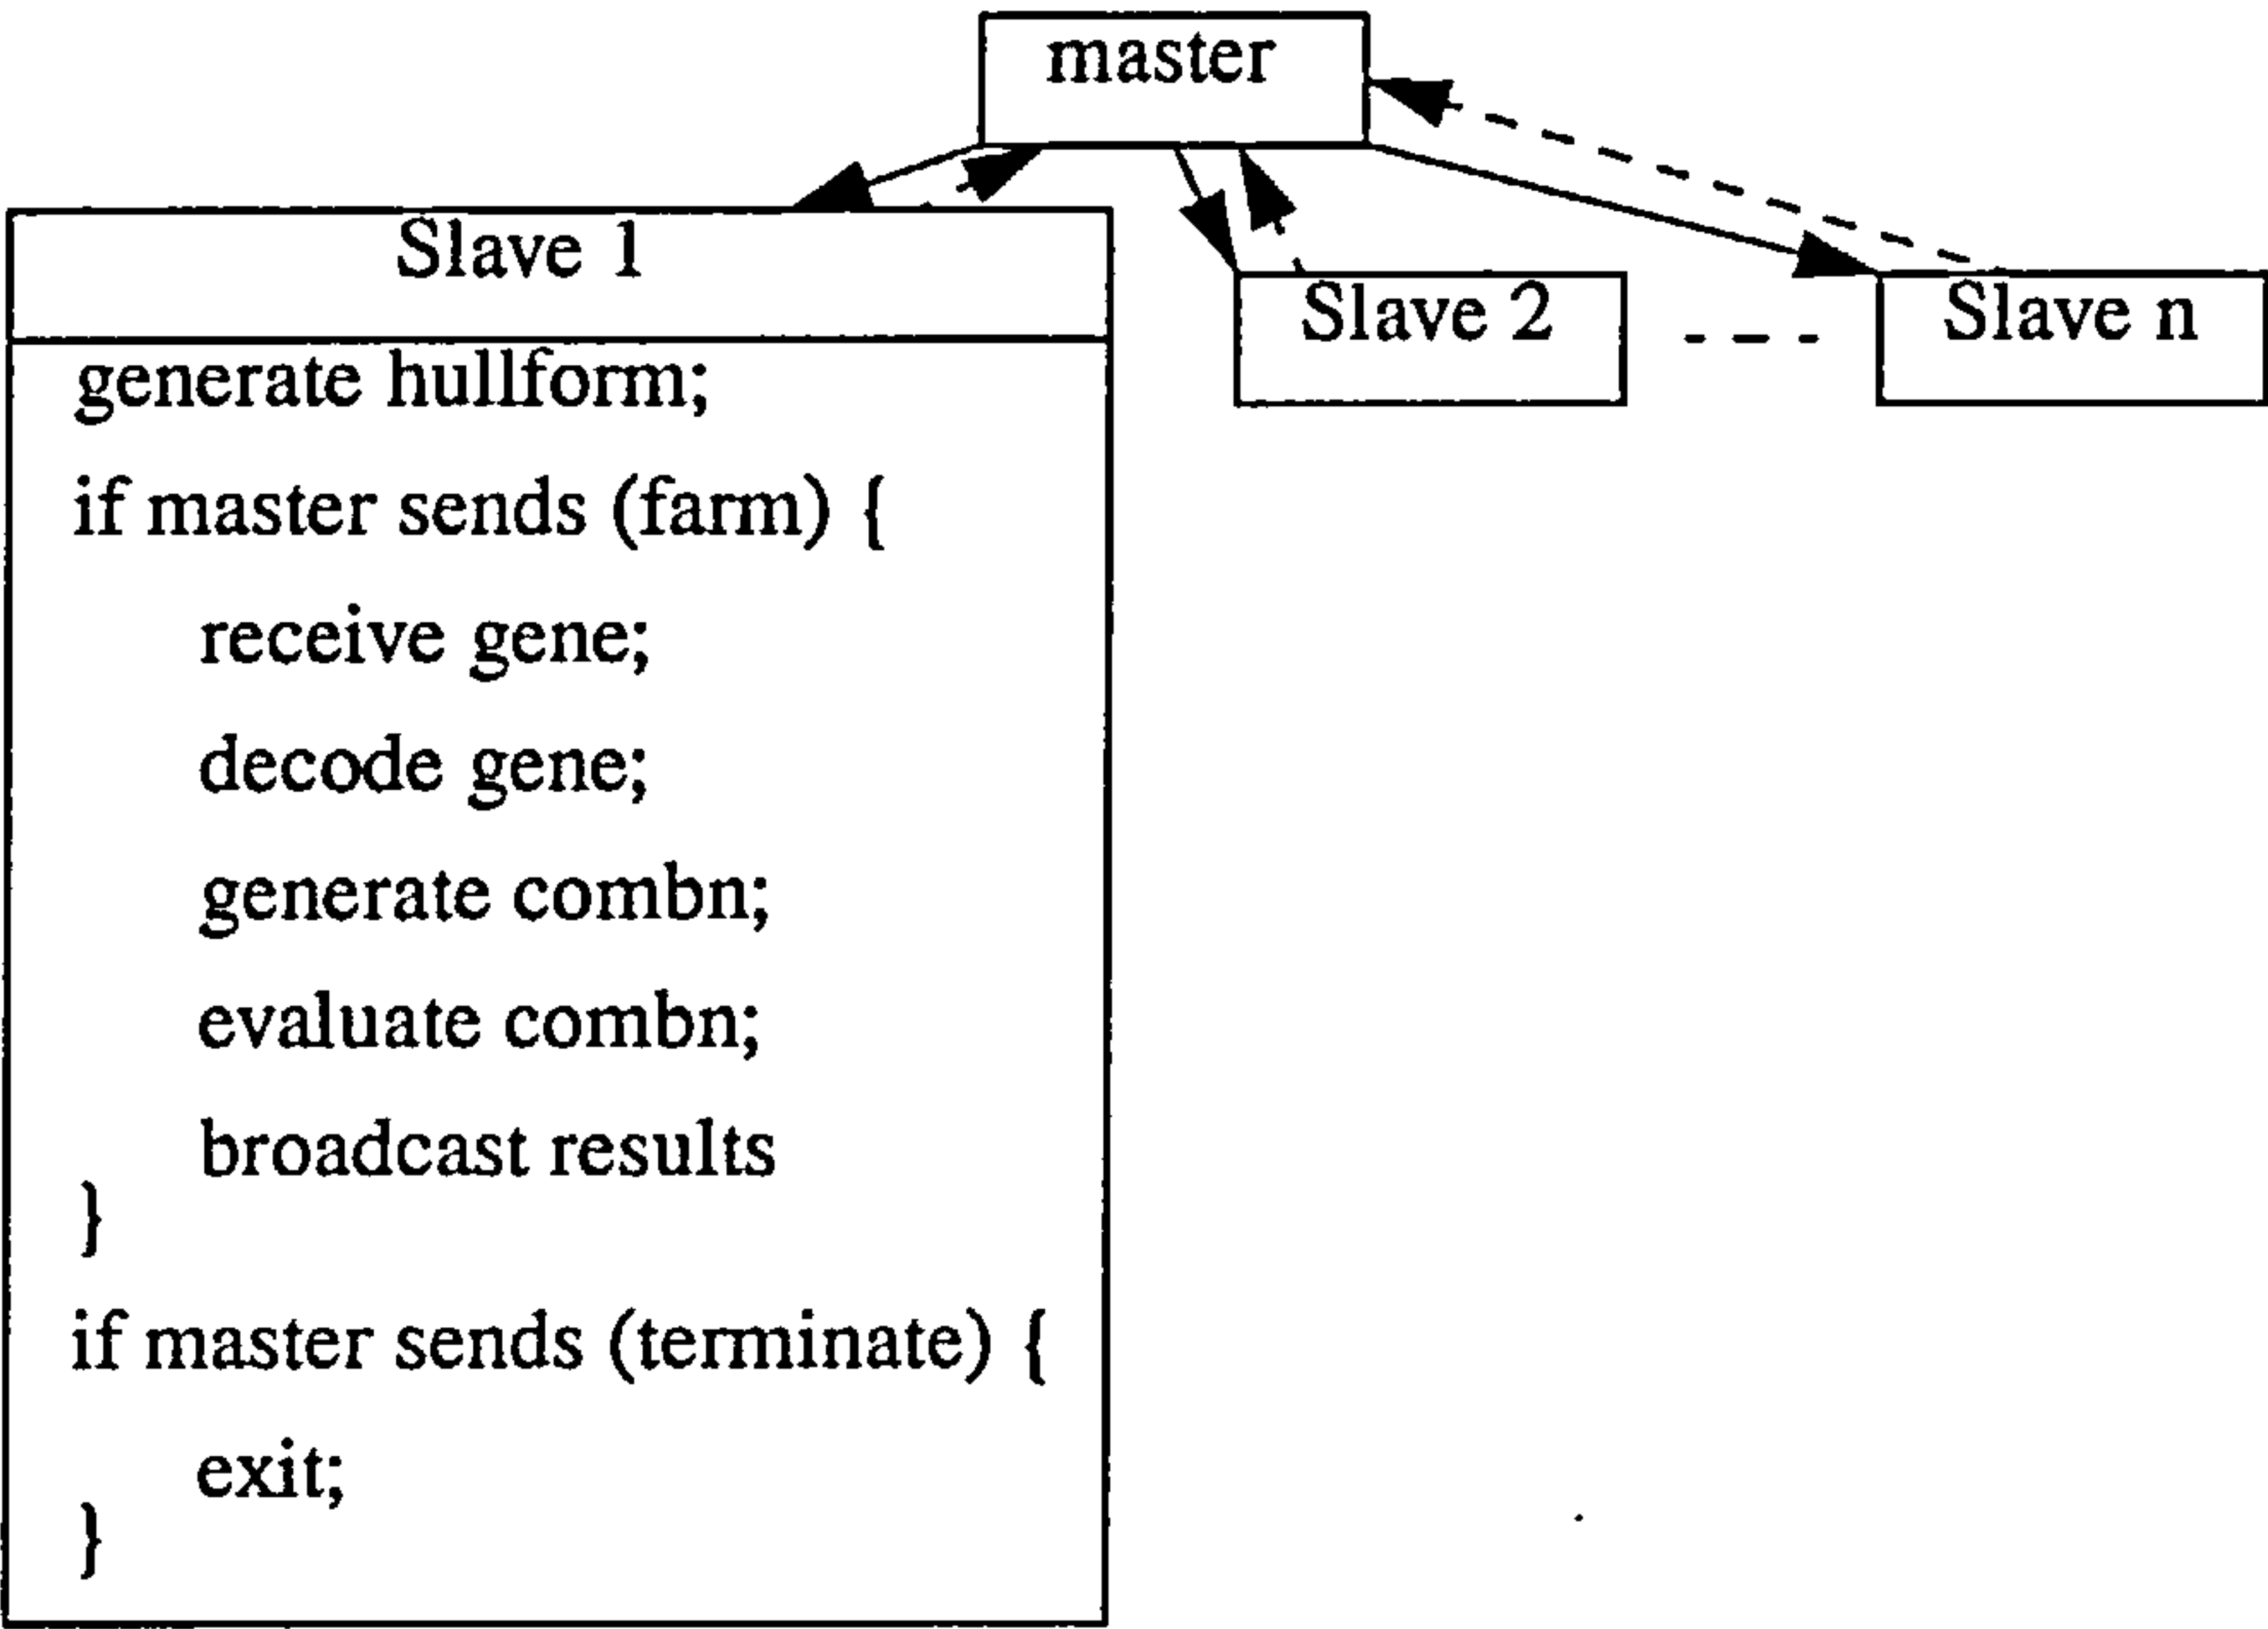 master
Slave 1
Slave 2
Slave n
generate hullform;
if master sends (farm) {
receive gene;
decode gene;
generate combn;
evaluate combn;
broadcast results
}
if master sends (terminate) {
exit;
}